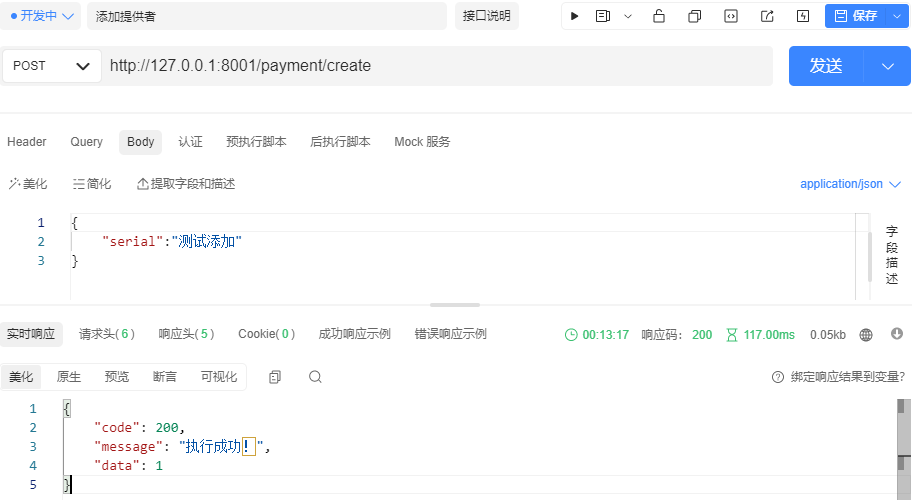 开发中 添加提供者 接口说明 保存
POST http://127.0.0.1:8001/payment/create 发送
Header Query Body 认证 预执行脚本 后执行脚本 Mock 服务
美化 简化 提取字段和描述 application/json
1 {
2 "serial":"测试添加"
3 }
字段描述
实时响应 请求头( 6 ) 响应头( 5 ) Cookie( 0 ) 成功响应示例 错误响应示例 00:13:17 响应码： 200 117.00ms 0.05kb
美化 原生 预览 断言 可视化 绑定响应结果到变量?
1 {
2 "code": 200,
3 "message": "执行成功！",
4 "data": 1
5 }